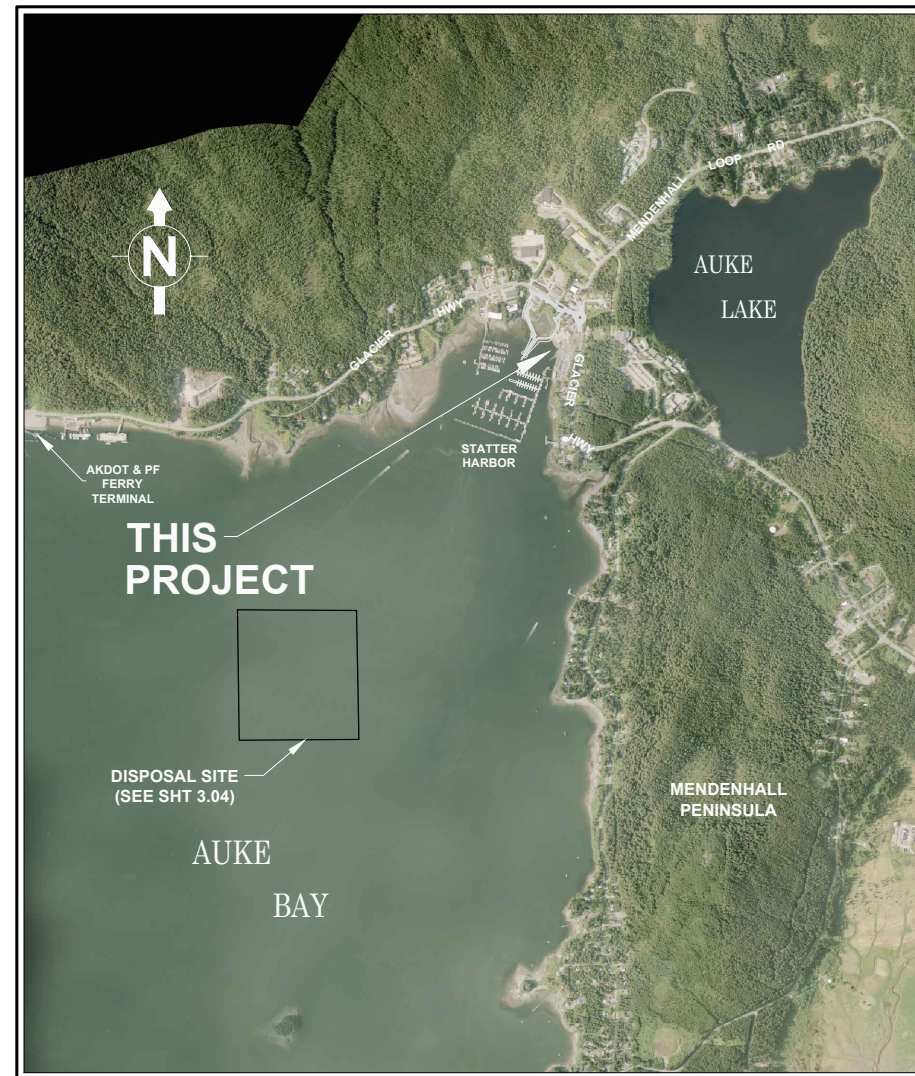 MENDENHALL LOOP RD
N
AUKE
LAKE
GLACIER HWY
GLACIER HWY
STATTER
HARBOR
AKDOT & PF
FERRY
TERMINAL
THIS
PROJECT
DISPOSAL SITE
(SEE SHT 3.04)
MENDENHALL
PENINSULA
AUKE
BAY